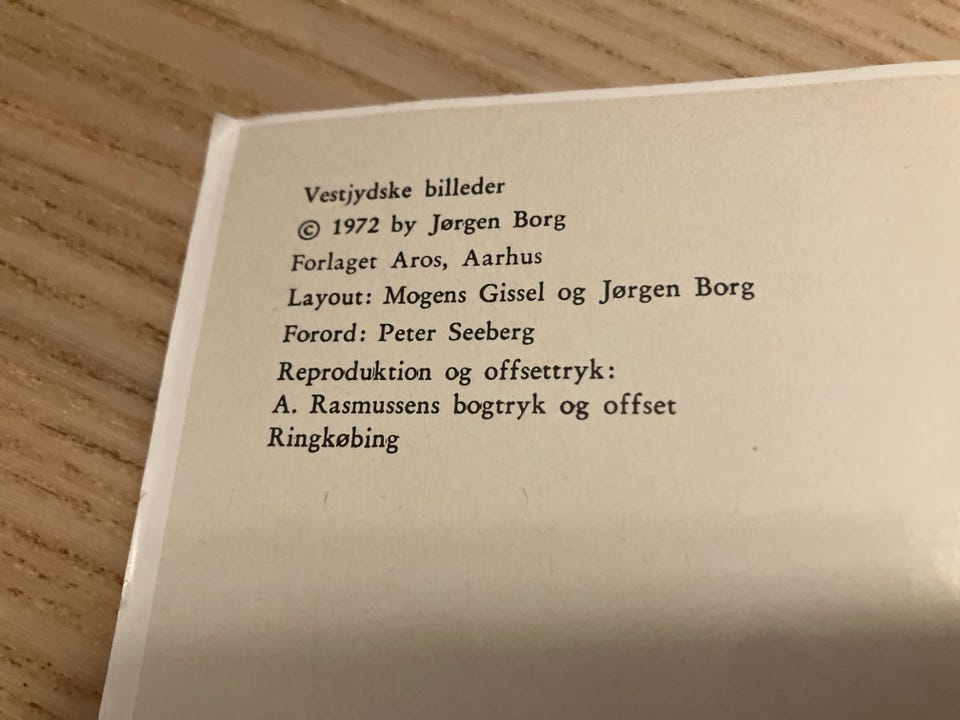 Vestjydske billeder
© 1972 by Jørgen Borg
Forlaget Aros, Aarhus
Layout: Mogens Gissel og Jørgen Borg
Forord: Peter Seeberg
Reproduktion og offsettryk:
A. Rasmussens bogtryk og offset
Ringkøbing